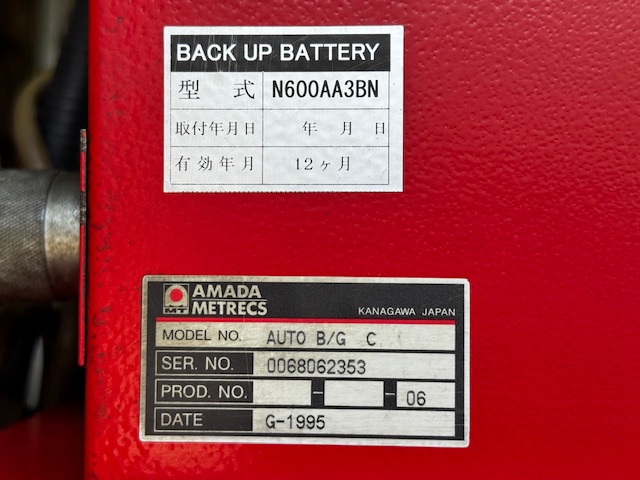 BACK UP BATTERY
型 式 N600AA3BN
取付年月日 年 月 日
有効年月 12ヶ月
MT AMADA
METRECS KANAGAWA JAPAN
MODEL NO. AUTO B/G C
SER. NO. 0068062353
PROD. NO. - - 06
DATE G-1995